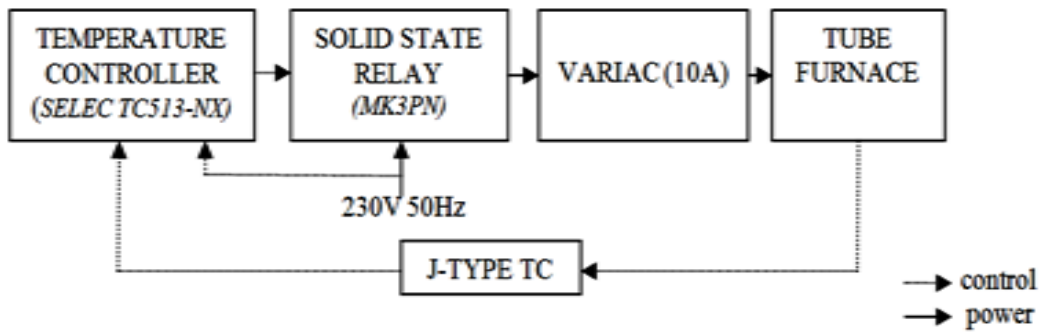 TEMPERATURE
CONTROLLER
(SELEC TC513-NX)
SOLID STATE
RELAY
(MK3PN)
VARIAC (10A)
TUBE
FURNACE
230V 50Hz
J-TYPE TC
control
power